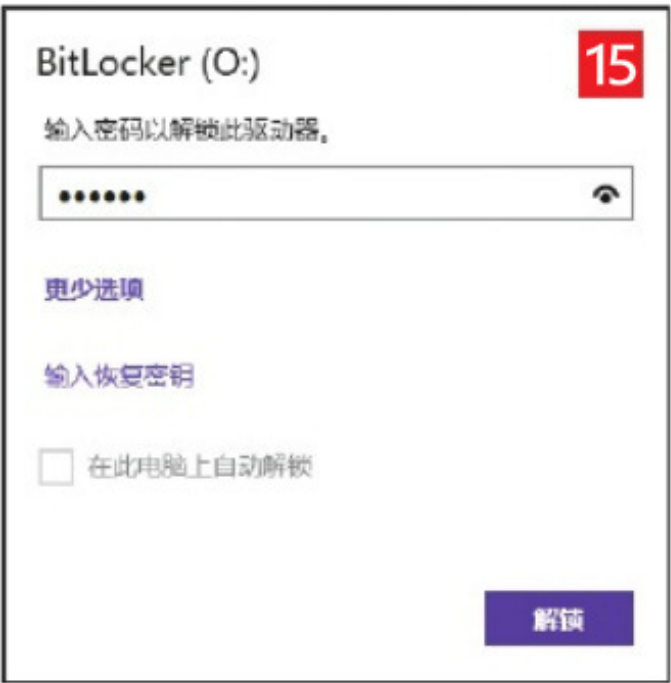 BitLocker (O:)
15
输入密码以解锁此驱动器。
••••••
更少选项
输入恢复密钥
在此电脑上自动解锁
解锁